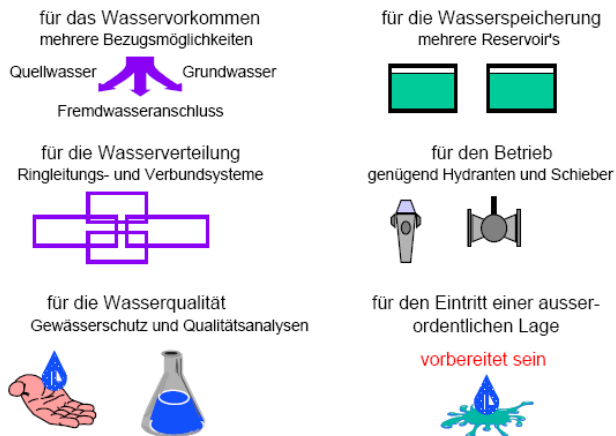 für das Wasservorkommen
mehrere Bezugsmöglichkeiten
Quellwasser
Grundwasser
Fremdwasseranschluss
für die Wasserspeicherung
mehrere Reservoir's
für die Wasserverteilung
Ringleitungs- und Verbundsysteme
für den Betrieb
genügend Hydranten und Schieber
für die Wasserqualität
Gewässerschutz und Qualitätsanalysen
für den Eintritt einer ausser-
ordentlichen Lage
vorbereitet sein